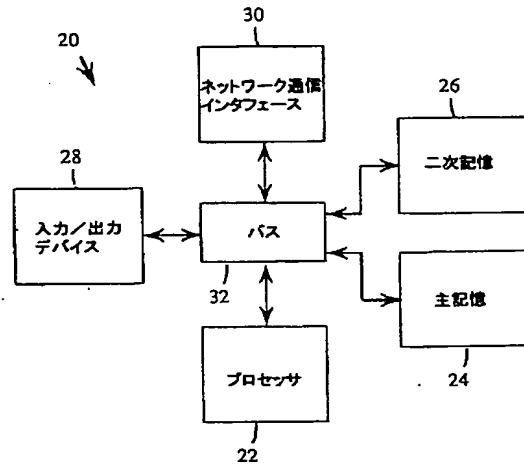 30
20
ネットワーク通信
インタフェース
26
二次記憶
28
入力／出力
デバイス
バス
32
主記憶
24
プロセッサ
22